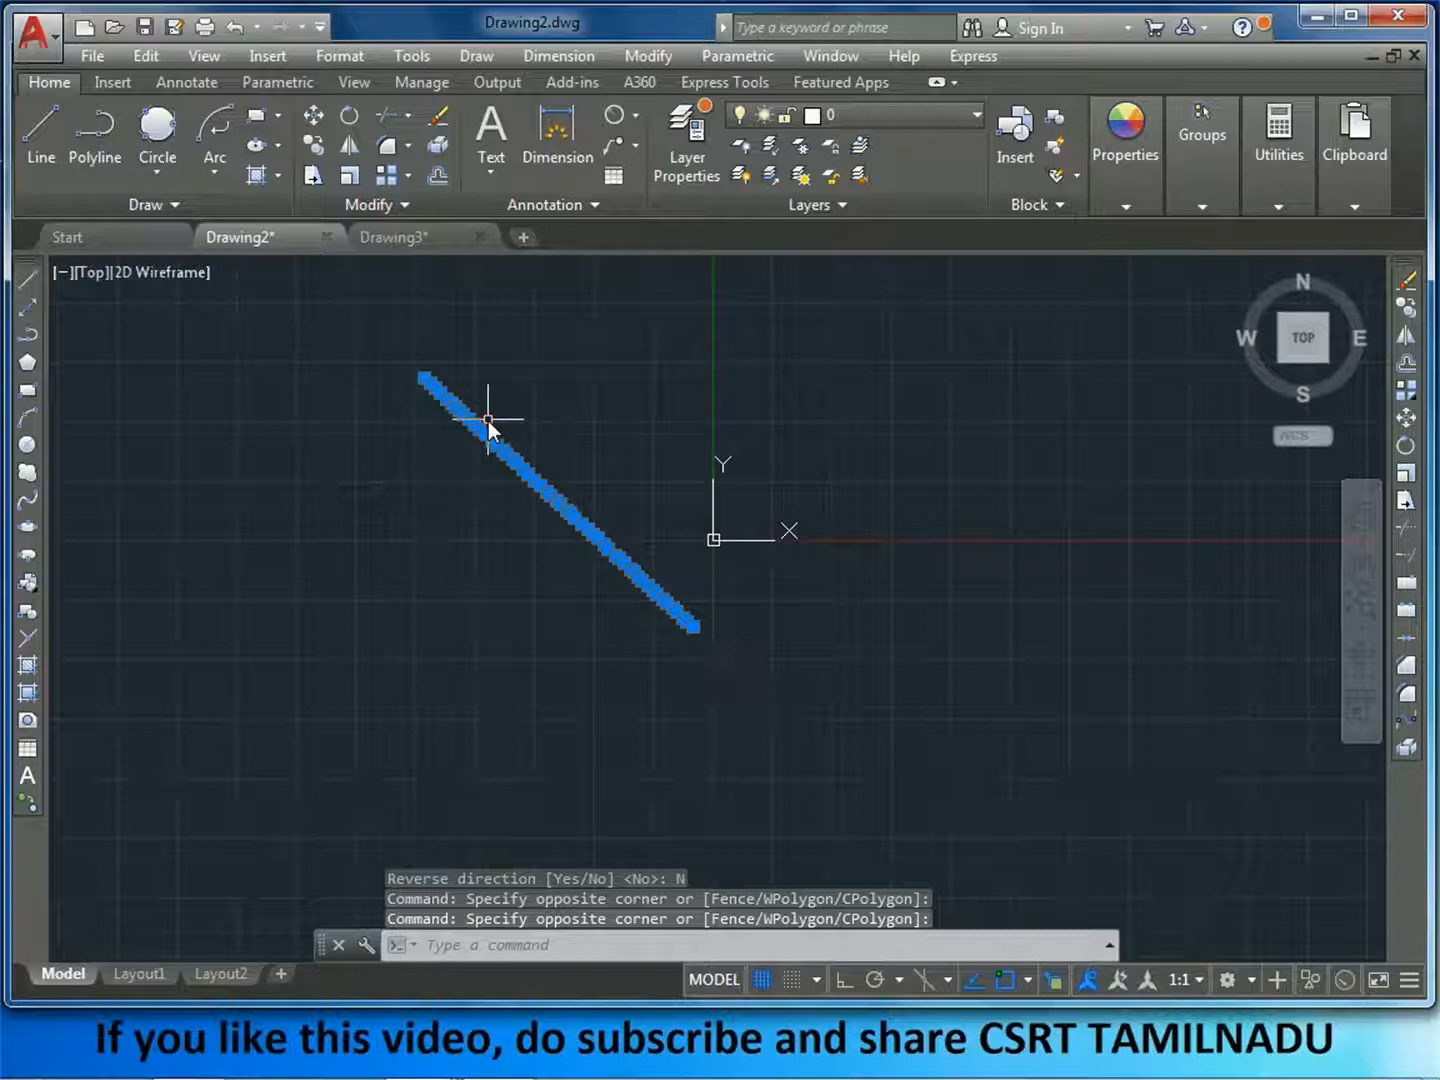 Drawing2.dwg
Type a keyword or phrase
Sign In
File Edit View Insert Format Tools Draw Dimension Modify Parametric Window Help Express
Home Insert Annotate Parametric View Manage Output Add-ins A360 Express Tools Featured Apps
0
Line Polyline Circle Arc Text Dimension Layer Properties Insert Properties Groups Utilities Clipboard
Draw Modify Annotation Layers Block
Start Drawing2* Drawing3*
[−][Top][2D Wireframe]
N
W TOP E
S
WCS
Y
X
Reverse direction [Yes/No] <No>: N
Command: Specify opposite corner or [Fence/WPolygon/CPolygon]:
Command: Specify opposite corner or [Fence/WPolygon/CPolygon]:
Type a command
Model Layout1 Layout2
MODEL 1:1
If you like this video, do subscribe and share CSRT TAMILNADU